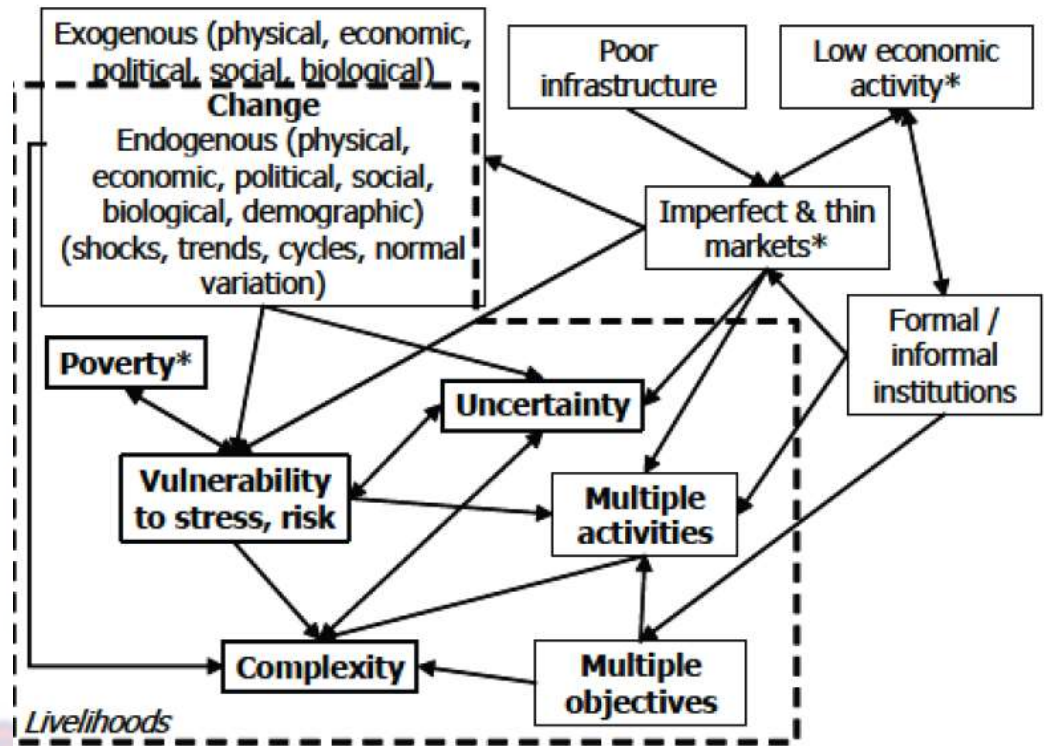 Exogenous (physical, economic,
political, social, biological)
Change
Endogenous (physical,
economic, political, social,
biological, demographic)
(shocks, trends, cycles, normal
variation)
Poor
infrastructure
Low economic
activity*
Imperfect & thin
markets*
Formal /
informal
institutions
Poverty*
Uncertainty
Vulnerability
to stress, risk
Multiple
activities
Complexity
Multiple
objectives
Livelihoods